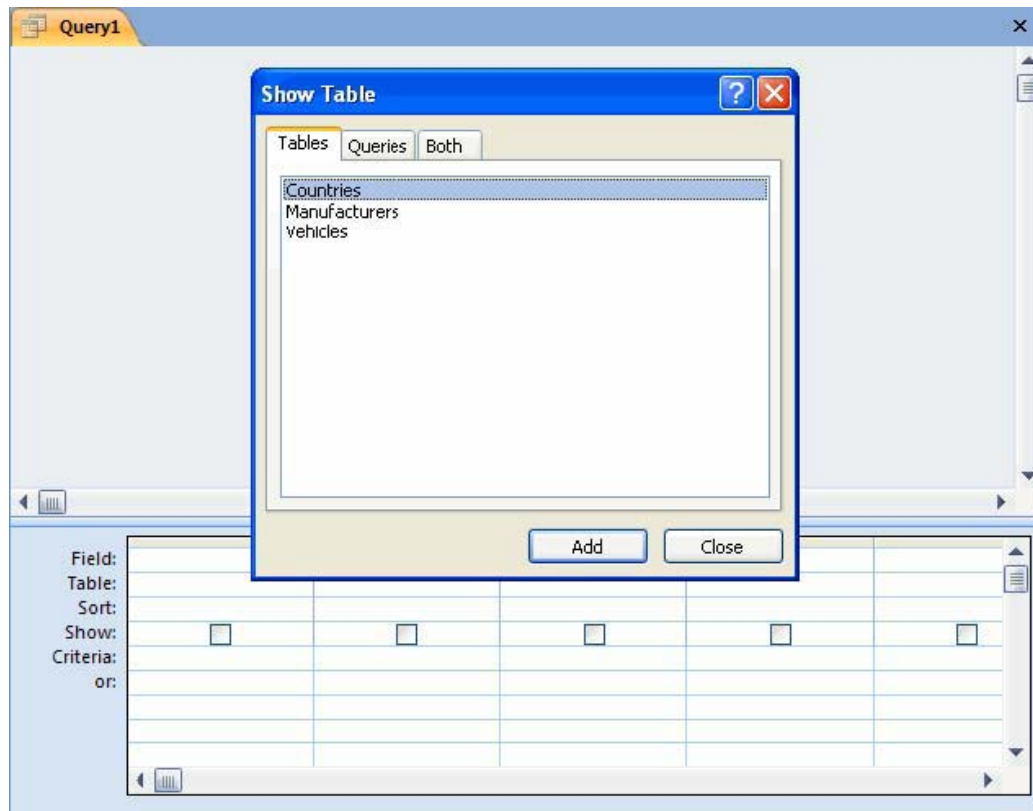 Query1
Show Table
Tables Queries Both
Countries
Manufacturers
Vehicles
Add Close
Field:
Table:
Sort:
Show:
Criteria:
or: